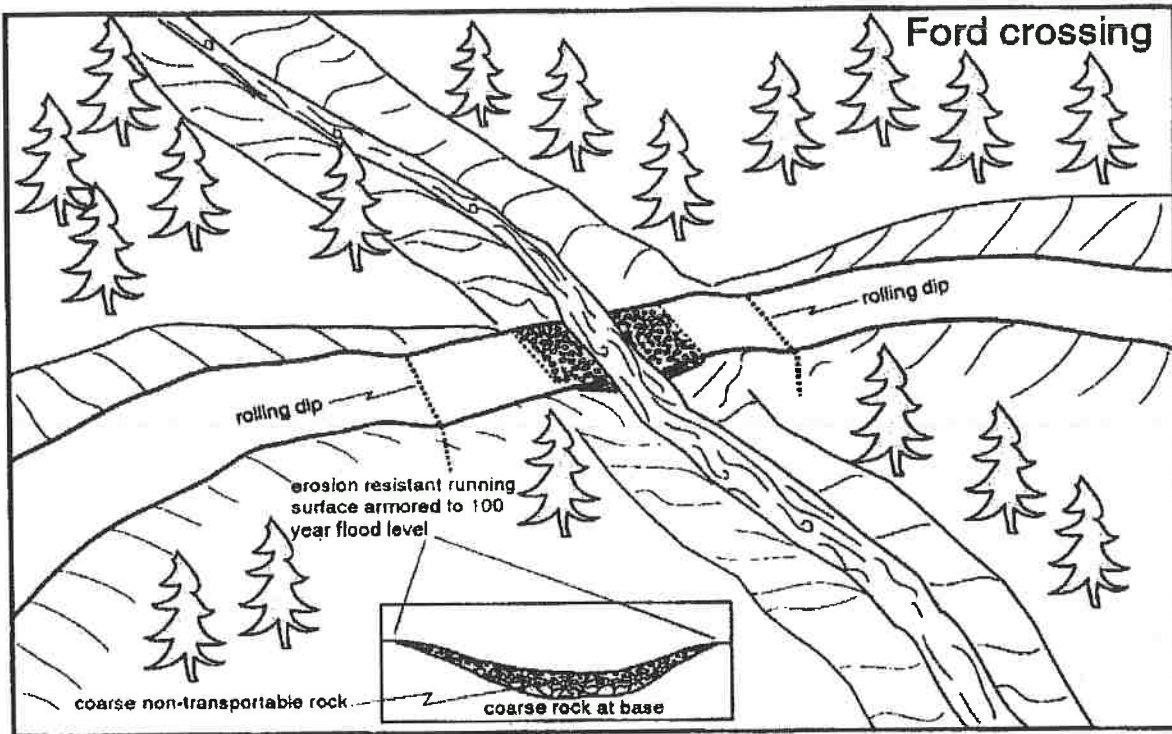 Ford crossing
rolling dip
rolling dip
erosion resistant running
surface armored to 100
year flood level
coarse non-transportable rock
coarse rock at base